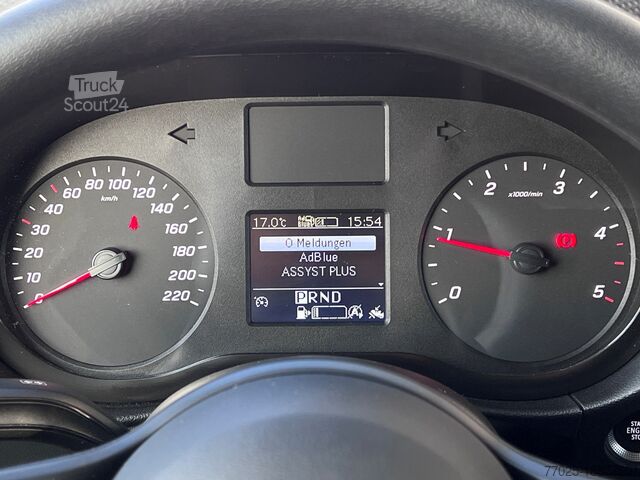 Truck
Scout24
0
20
30
40
60
80
100
120
140
160
180
200
220
km/h
17.0°C
15:54
0 Meldungen
AdBlue
ASSYST PLUS
PRND
0
1
2
3
4
5
x1000/min